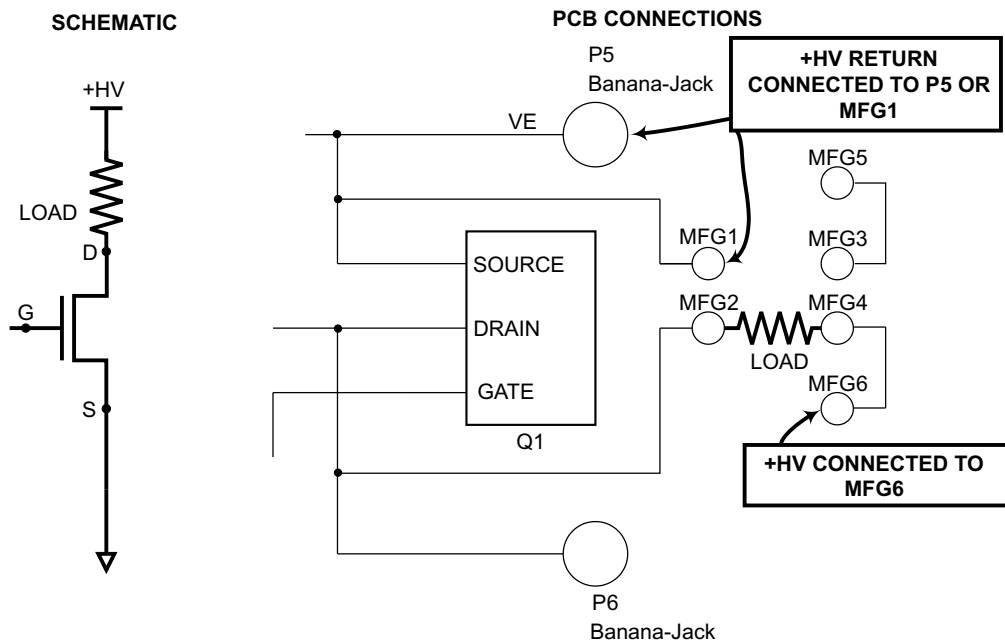 SCHEMATIC
+HV
LOAD
D
G
S
PCB CONNECTIONS
P5
Banana-Jack
VE
+HV RETURN
CONNECTED TO P5 OR
MFG1
MFG5
MFG1
MFG3
SOURCE
MFG2
MFG4
DRAIN
LOAD
MFG6
GATE
Q1
+HV CONNECTED TO
MFG6
P6
Banana-Jack